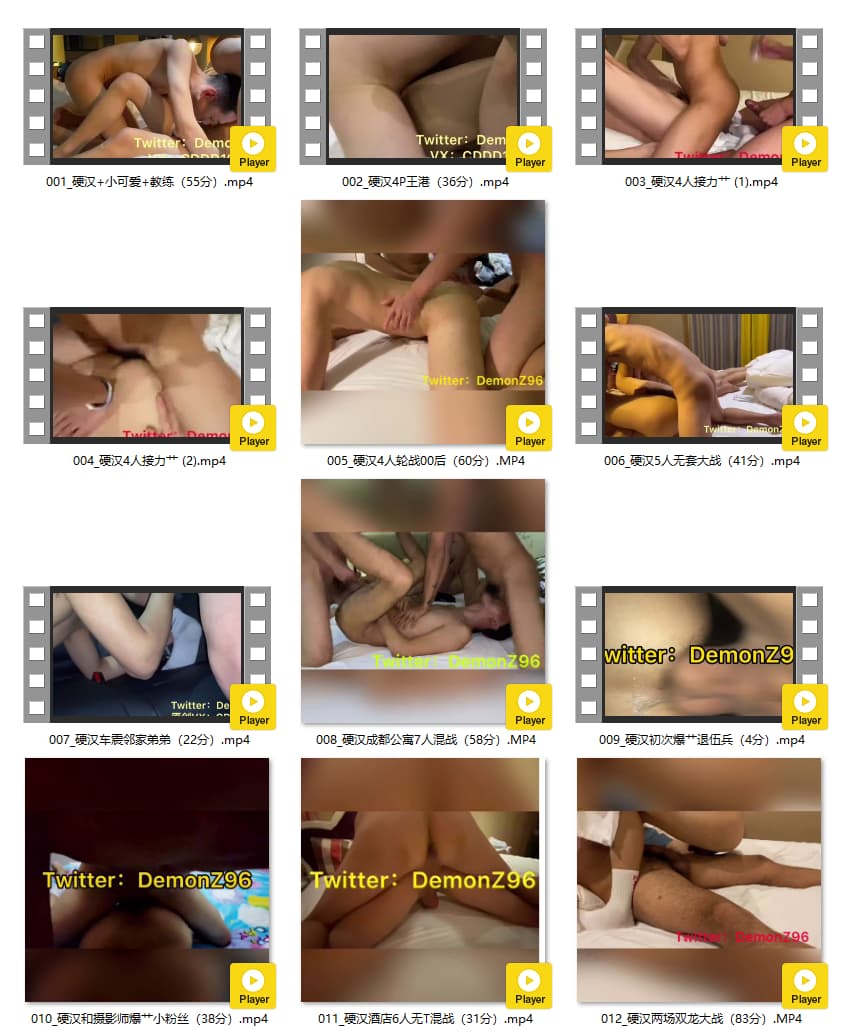 Twitter：Demo
Player
001_硬汉+小可爱+教练（55分）.mp4
Twitter：Dem
VX：CDDD1
Player
002_硬汉4P王港（36分）.mp4
Player
003_硬汉4人接力艹 (1).mp4
Twitter：Demo
Player
004_硬汉4人接力艹 (2).mp4
Twitter：DemonZ96
Player
005_硬汉4人轮战00后（60分）.MP4
Twitter：DemonZ
Player
006_硬汉5人无套大战（41分）.mp4
Twitter：De
Player
007_硬汉车震邻家弟弟（22分）.mp4
Twitter：DemonZ96
Player
008_硬汉成都公寓7人混战（58分）.MP4
witter：DemonZ9
Player
009_硬汉初次爆艹退伍兵（4分）.mp4
Twitter：DemonZ96
Player
010_硬汉和摄影师爆艹小粉丝（38分）.mp4
Twitter：DemonZ96
Player
011_硬汉酒店6人无T混战（31分）.mp4
Twitter：DemonZ96
Player
012_硬汉两场双龙大战（83分）.MP4